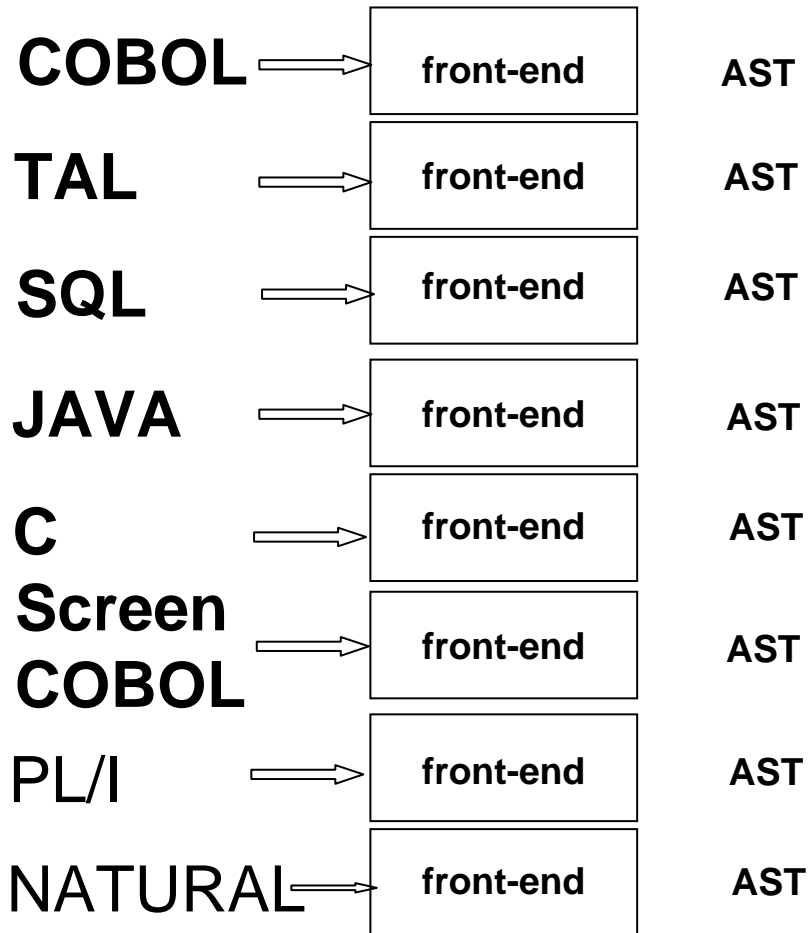 COBOL front-end AST
TAL front-end AST
SQL front-end AST
JAVA front-end AST
C front-end AST
Screen
COBOL front-end AST
PL/I front-end AST
NATURAL front-end AST